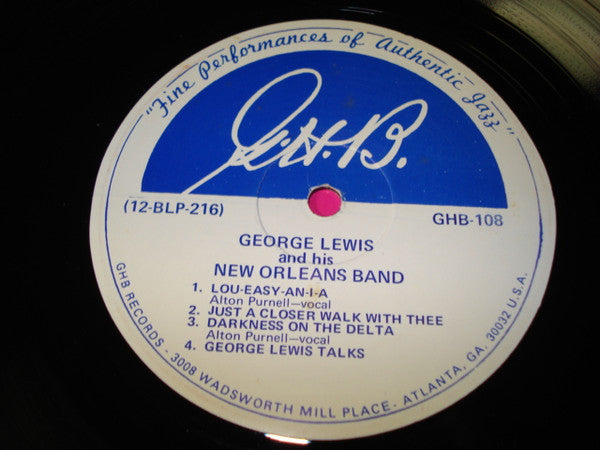 "Fine Performances of Authentic Jazz"
G.H.B.
(12-BLP-216)
GHB-108
GEORGE LEWIS
and his
NEW ORLEANS BAND
1. LOU-EASY-AN-I-A
Alton Purnell—vocal
2. JUST A CLOSER WALK WITH THEE
3. DARKNESS ON THE DELTA
Alton Purnell—vocal
4. GEORGE LEWIS TALKS
GHB RECORDS - 3008 WADSWORTH MILL PLACE - ATLANTA, GA. 30032 U.S.A.